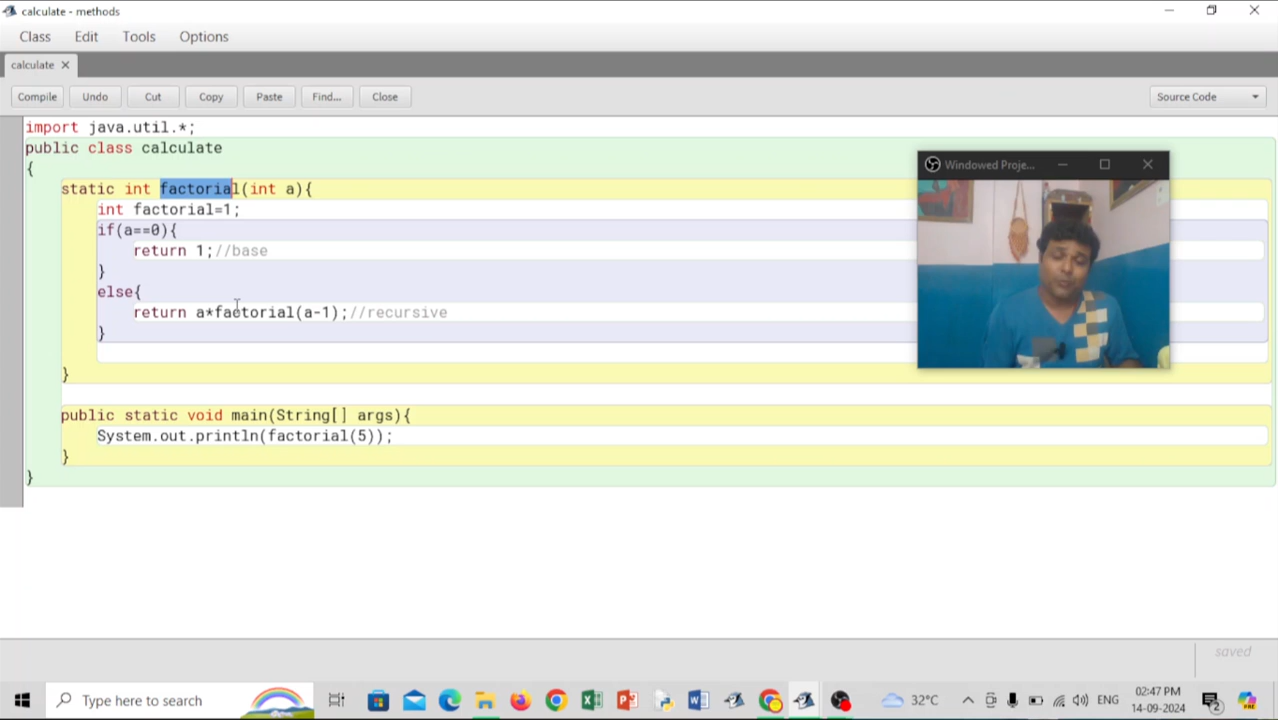 calculate - methods
Class Edit Tools Options
calculate
Compile Undo Cut Copy Paste Find... Close Source Code
import java.util.*;
public class calculate
{
static int factorial(int a){
int factorial=1;
if(a==0){
return 1;//base
}
else{
return a*factorial(a-1);//recursive
}
}
public static void main(String[] args){
System.out.println(factorial(5));
}
}
Windowed Proje...
saved
Type here to search
32°C
ENG
02:47 PM
14-09-2024
2
PRE